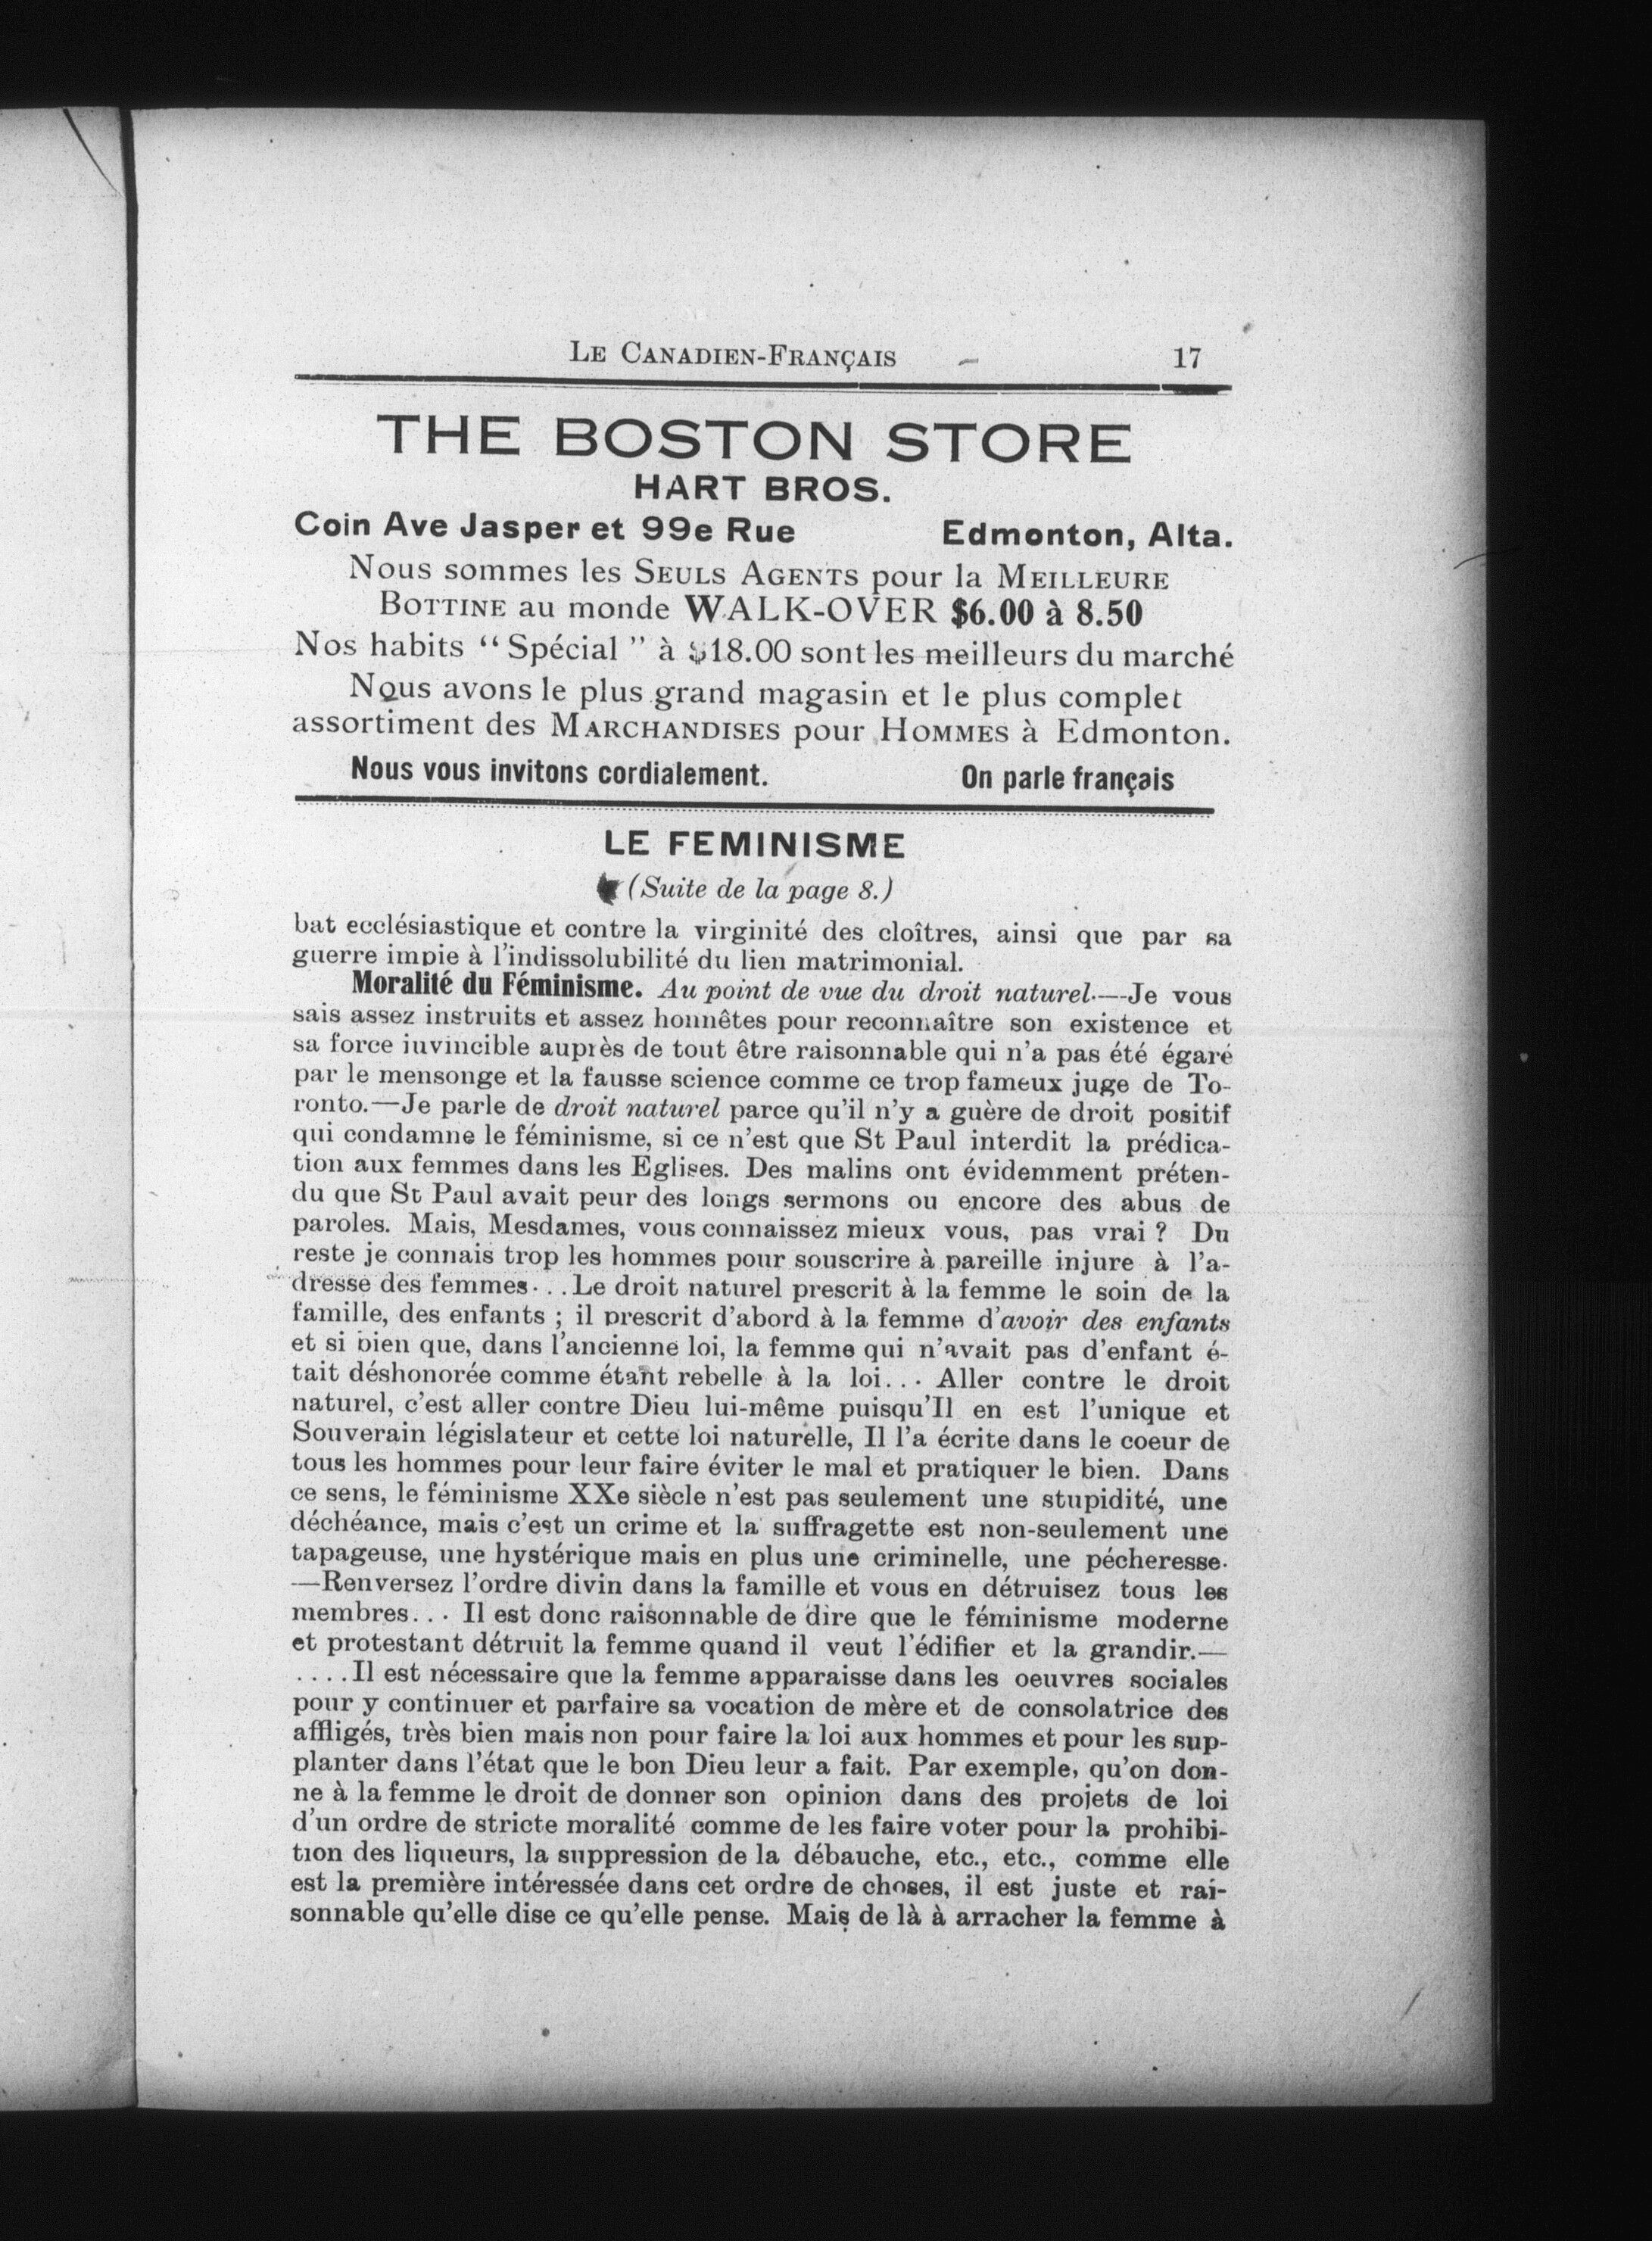 LE CANADIEN-FRANÇAIS 17
THE BOSTON STORE
HART BROS.
Coin Ave Jasper et 99e Rue Edmonton, Alta.
Nous sommes les SEULS AGENTS pour la MEILLEURE
BOTTINE au monde WALK-OVER $6.00 à 8.50
Nos habits “Spécial” à $18.00 sont les meilleurs du marché
Nous avons le plus grand magasin et le plus complet
assortiment des MARCHANDISES pour HOMMES à Edmonton.
Nous vous invitons cordialement. On parle français
LE FEMINISME
(Suite de la page 8.)
bat ecclésiastique et contre la virginité des cloîtres, ainsi que par sa
guerre impie à l'indissolubilité du lien matrimonial.
Moralité du Féminisme. Au point de vue du droit naturel.—Je vous
sais assez instruits et assez honnêtes pour reconnaître son existence et
sa force iuvincible auprès de tout être raisonnable qui n'a pas été égaré
par le mensonge et la fausse science comme ce trop fameux juge de To-
ronto.—Je parle de droit naturel parce qu'il n'y a guère de droit positif
qui condamne le féminisme, si ce n'est que St Paul interdit la prédica-
tion aux femmes dans les Eglises. Des malins ont évidemment préten-
du que St Paul avait peur des longs sermons ou encore des abus de
paroles. Mais, Mesdames, vous connaissez mieux vous, pas vrai ? Du
reste je connais trop les hommes pour souscrire à pareille injure à l'a-
dresse des femmes...Le droit naturel prescrit à la femme le soin de la
famille, des enfants ; il prescrit d'abord à la femme d'avoir des enfants
et si bien que, dans l'ancienne loi, la femme qui n'avait pas d'enfant é-
tait déshonorée comme étant rebelle à la loi... Aller contre le droit
naturel, c'est aller contre Dieu lui-même puisqu'Il en est l'unique et
Souverain législateur et cette loi naturelle, Il l'a écrite dans le coeur de
tous les hommes pour leur faire éviter le mal et pratiquer le bien. Dans
ce sens, le féminisme XXe siècle n'est pas seulement une stupidité, une
déchéance, mais c'est un crime et la suffragette est non-seulement une
tapageuse, une hystérique mais en plus une criminelle, une pécheresse.
—Renversez l'ordre divin dans la famille et vous en détruisez tous les
membres... Il est donc raisonnable de dire que le féminisme moderne
et protestant détruit la femme quand il veut l'édifier et la grandir.—
....Il est nécessaire que la femme apparaisse dans les oeuvres sociales
pour y continuer et parfaire sa vocation de mère et de consolatrice des
affligés, très bien mais non pour faire la loi aux hommes et pour les sup-
planter dans l'état que le bon Dieu leur a fait. Par exemple, qu'on don-
ne à la femme le droit de donner son opinion dans des projets de loi
d'un ordre de stricte moralité comme de les faire voter pour la prohibi-
tion des liqueurs, la suppression de la débauche, etc., etc., comme elle
est la première intéressée dans cet ordre de choses, il est juste et rai-
sonnable qu'elle dise ce qu'elle pense. Mais de là à arracher la femme à